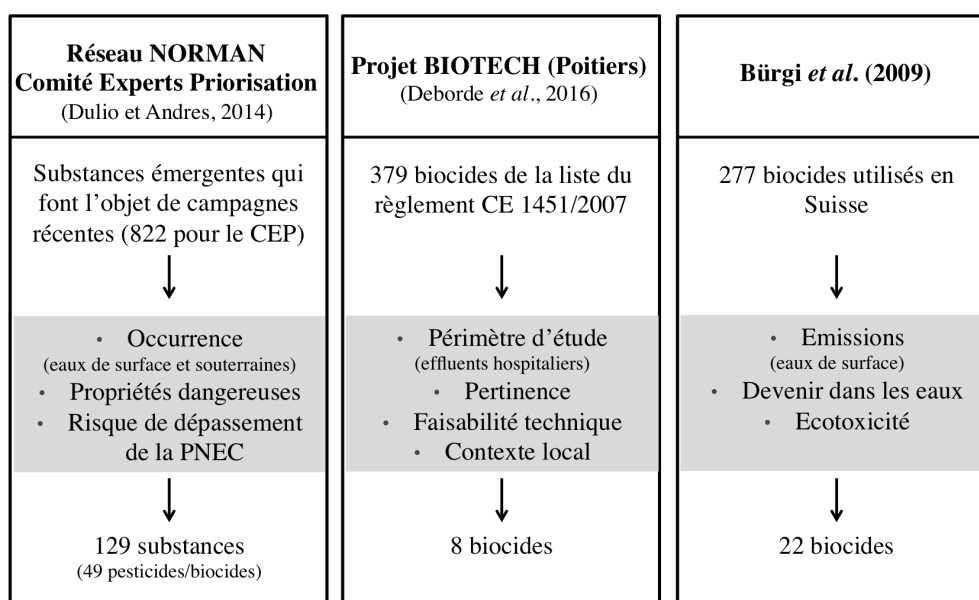 Réseau NORMAN
Comité Experts Priorisation
(Dulio et Andres, 2014)
Substances émergentes qui
font l'objet de campagnes
récentes (822 pour le CEP)
• Occurrence
(eaux de surface et souterraines)
• Propriétés dangereuses
• Risque de dépassement
de la PNEC
129 substances
(49 pesticides/biocides)
Projet BIOTECH (Poitiers)
(Deborde et al., 2016)
379 biocides de la liste du
règlement CE 1451/2007
• Périmètre d'étude
(effluents hospitaliers)
• Pertinence
• Faisabilité technique
• Contexte local
8 biocides
Bürgi et al. (2009)
277 biocides utilisés en
Suisse
• Emissions
(eaux de surface)
• Devenir dans les eaux
• Ecotoxicité
22 biocides